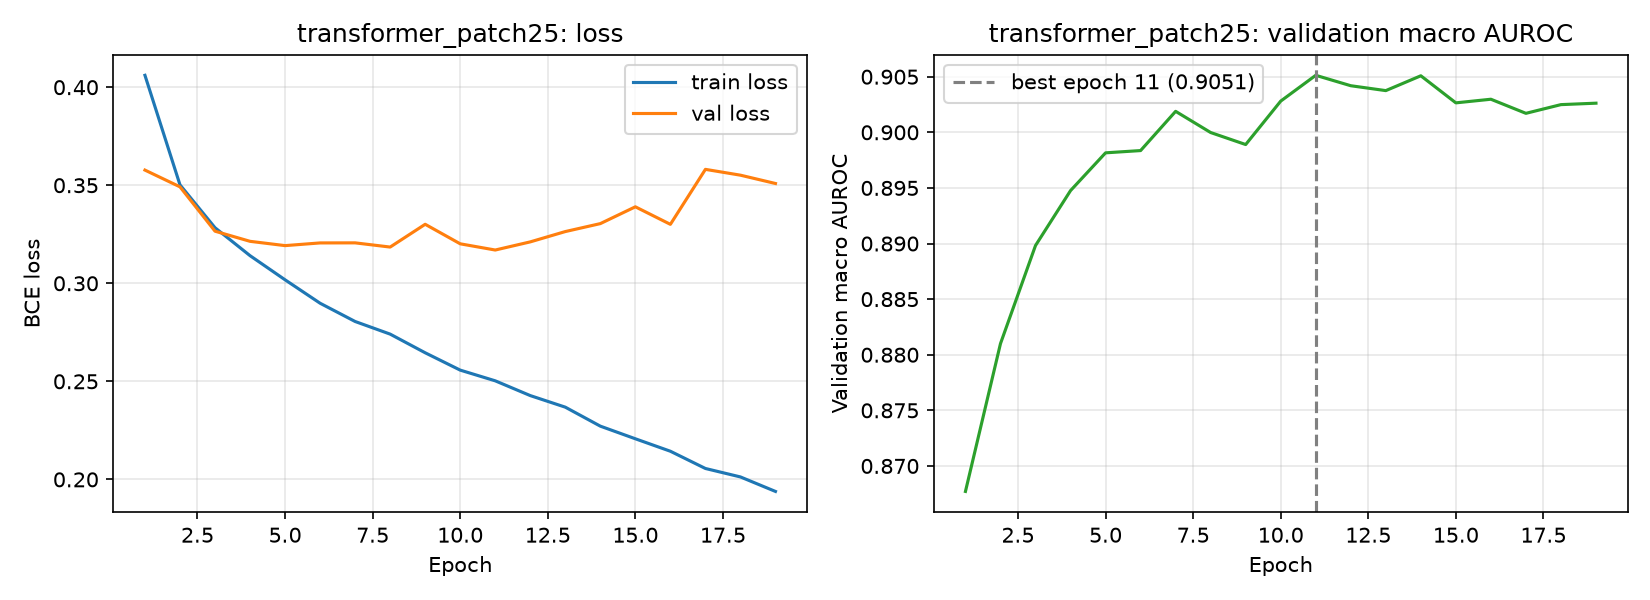 transformer_patch25: loss
train loss
val loss
BCE loss
0.40
0.35
0.30
0.25
0.20
2.5 5.0 7.5 10.0 12.5 15.0 17.5
Epoch
transformer_patch25: validation macro AUROC
best epoch 11 (0.9051)
Validation macro AUROC
0.905
0.900
0.895
0.890
0.885
0.880
0.875
0.870
2.5 5.0 7.5 10.0 12.5 15.0 17.5
Epoch